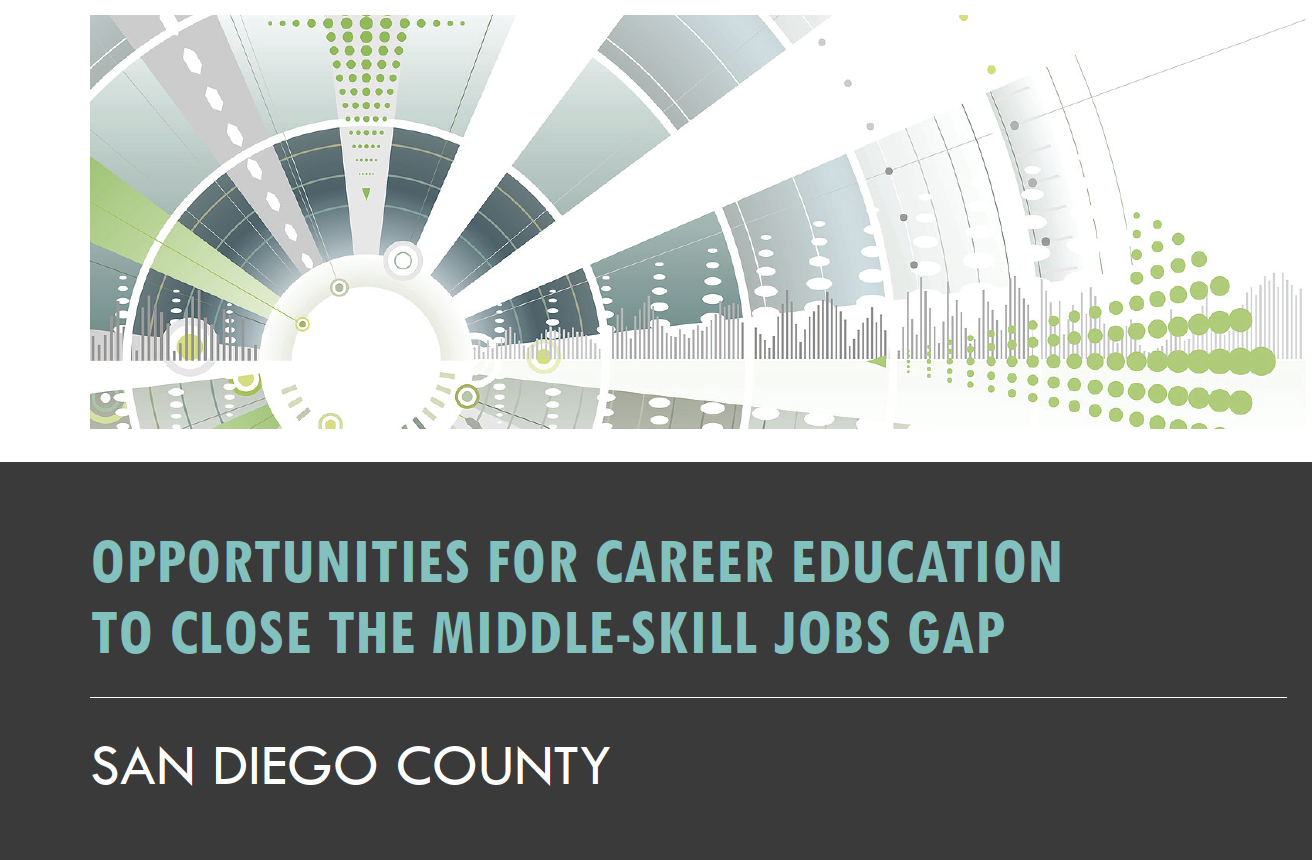 OPPORTUNITIES FOR CAREER EDUCATION
TO CLOSE THE MIDDLE-SKILL JOBS GAP
SAN DIEGO COUNTY